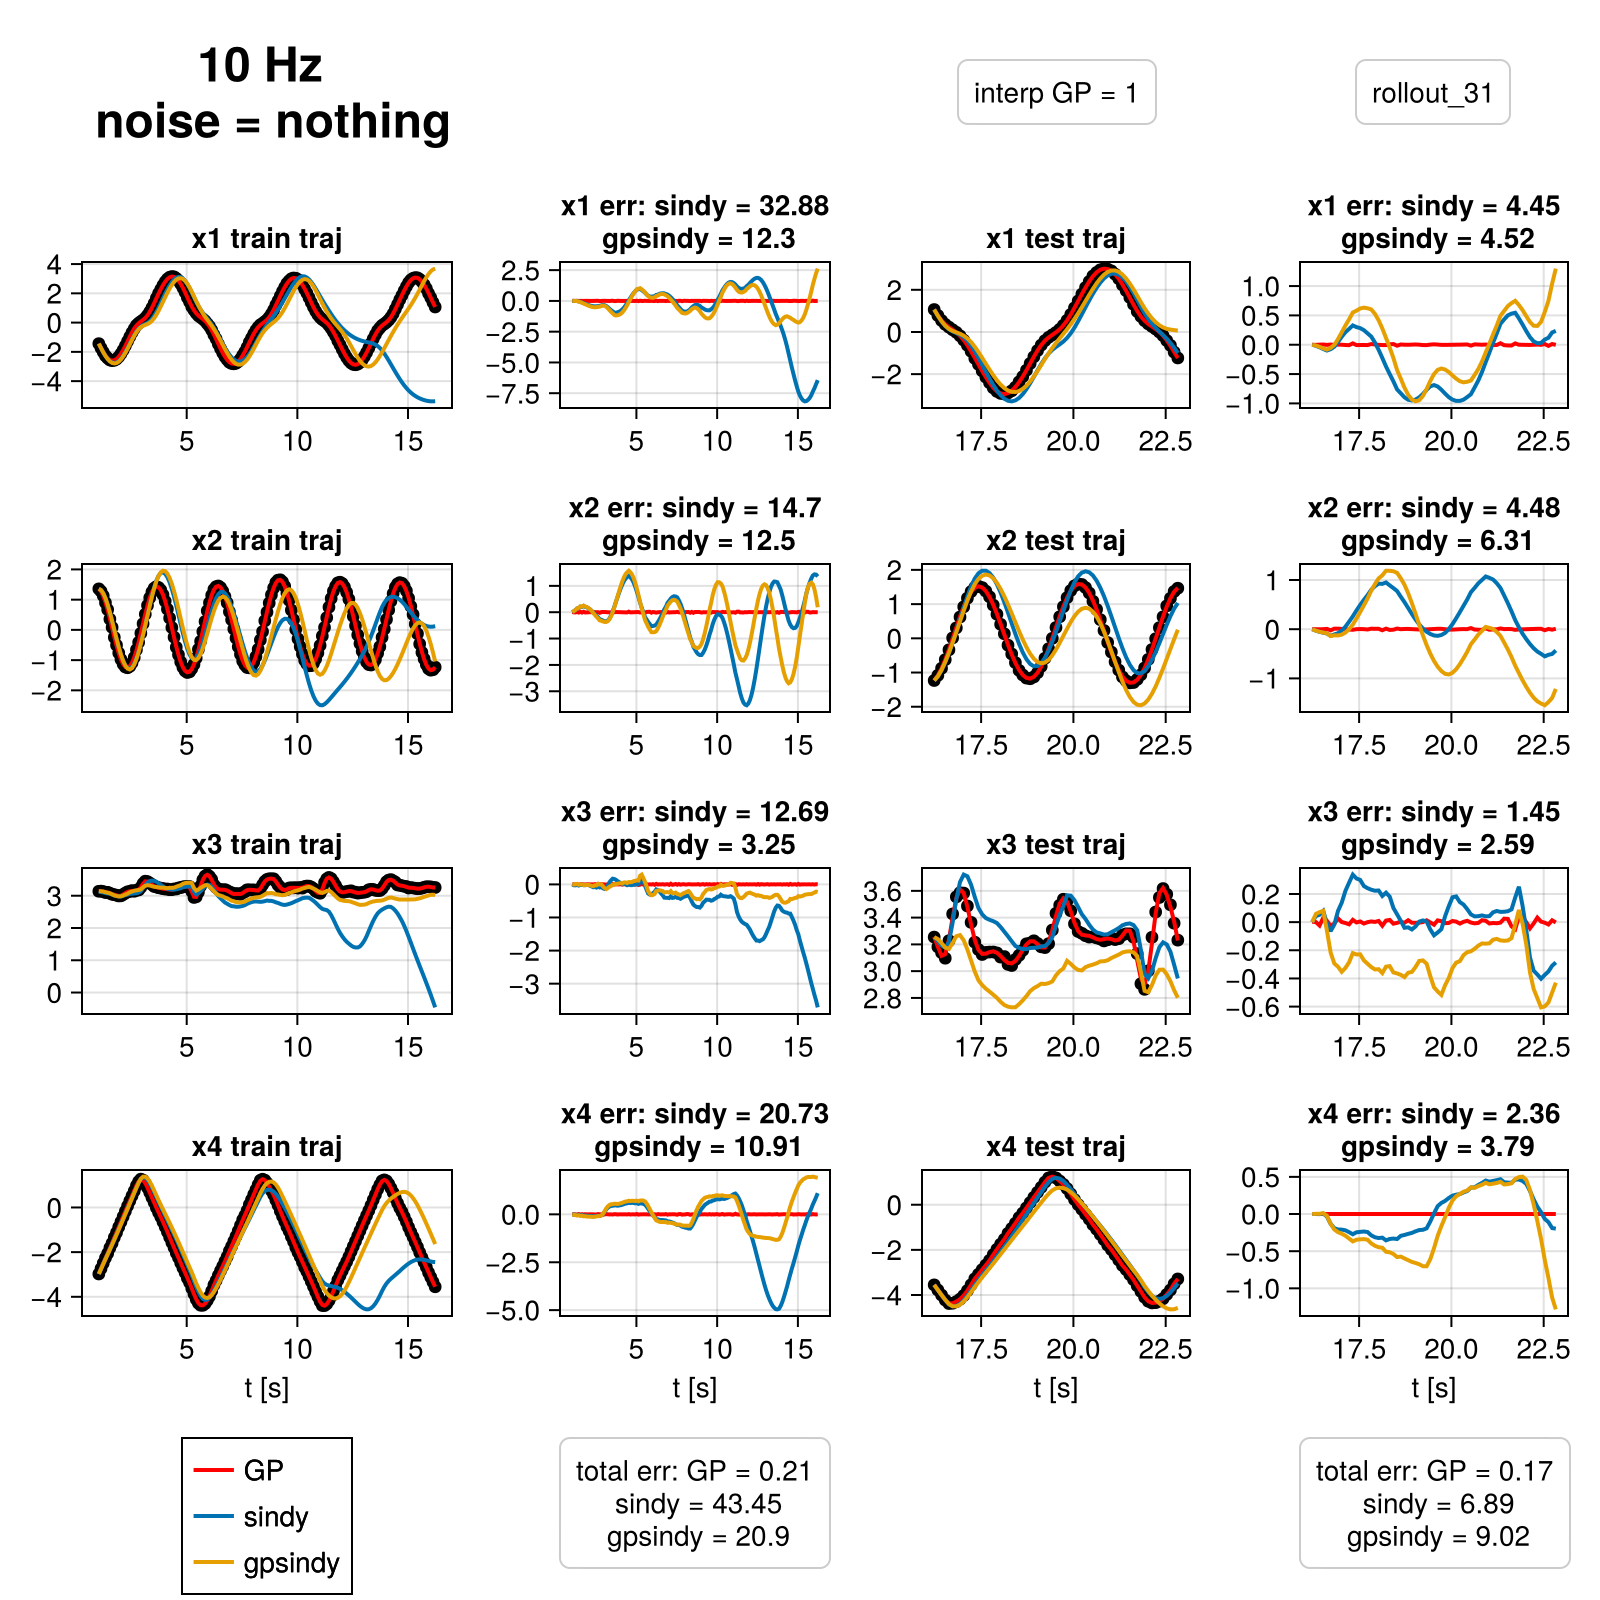 10 Hz
noise = nothing
interp GP = 1
rollout_31
x1 train traj
4
2
0
−2
−4
5
10
15
x1 err: sindy = 32.88
gpsindy = 12.3
2.5
0.0
−2.5
−5.0
−7.5
5
10
15
x1 test traj
2
0
−2
17.5
20.0
22.5
x1 err: sindy = 4.45
gpsindy = 4.52
1.0
0.5
0.0
−0.5
−1.0
17.5
20.0
22.5
x2 train traj
2
1
0
−1
−2
5
10
15
x2 err: sindy = 14.7
gpsindy = 12.5
1
0
−1
−2
−3
5
10
15
x2 test traj
2
1
0
−1
−2
17.5
20.0
22.5
x2 err: sindy = 4.48
gpsindy = 6.31
1
0
−1
17.5
20.0
22.5
x3 train traj
3
2
1
0
5
10
15
x3 err: sindy = 12.69
gpsindy = 3.25
0
−1
−2
−3
5
10
15
x3 test traj
3.6
3.4
3.2
3.0
2.8
17.5
20.0
22.5
x3 err: sindy = 1.45
gpsindy = 2.59
0.2
0.0
−0.2
−0.4
−0.6
17.5
20.0
22.5
x4 train traj
0
−2
−4
5
10
15
t [s]
x4 err: sindy = 20.73
gpsindy = 10.91
0.0
−2.5
−5.0
5
10
15
t [s]
x4 test traj
0
−2
−4
17.5
20.0
22.5
t [s]
x4 err: sindy = 2.36
gpsindy = 3.79
0.5
0.0
−0.5
−1.0
17.5
20.0
22.5
t [s]
GP
sindy
gpsindy
total err: GP = 0.21
sindy = 43.45
gpsindy = 20.9
total err: GP = 0.17
sindy = 6.89
gpsindy = 9.02